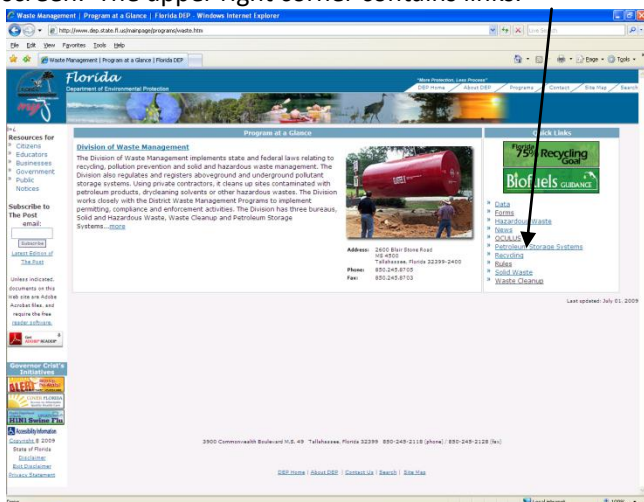 screen. The upper right corner contains links.
Waste Management | Program at a Glance | Florida DEP - Windows Internet Explorer
http://www.dep.state.fl.us/mainpage/programs/waste.htm
Live Search
File Edit View Favorites Tools Help
Waste Management | Program at a Glance | Florida DEP
Page Tools
Florida
Department of Environmental Protection
"More Protection, Less Process"
DEP Home About DEP Programs Contact Site Map Search
Resources for
Citizens
Educators
Businesses
Government
Public
Notices
Subscribe to
The Post
email:
Subscribe
Latest Edition of
The Post
Unless indicated,
documents on this
web site are Adobe
Acrobat files, and
require the free
reader software.
Get
ADOBE READER
Governor Crist's
Initiatives
H1N1 Swine Flu
Accessibility Information
Copyright © 2009
State of Florida
Disclaimer
Exit Disclaimer
Privacy Statement
Program at a Glance
Division of Waste Management
The Division of Waste Management implements state and federal laws relating to
recycling, pollution prevention and solid and hazardous waste management. The
Division also regulates and registers aboveground and underground pollutant
storage systems. Using private contractors, it cleans up sites contaminated with
petroleum products, drycleaning solvents or other hazardous wastes. The Division
works closely with the District Waste Management Programs to implement
permitting, compliance and enforcement activities. The Division has three bureaus,
Solid and Hazardous Waste, Waste Cleanup and Petroleum Storage
Systems...more
Address: 2600 Blair Stone Road
MS 4500
Tallahassee, Florida 32399-2400
Phone: 850.245.8705
Fax: 850.245.8703
Quick Links
Florida
75% Recycling
Goal
Biofuels GUIDANCE
Data
Forms
Hazardous Waste
News
OCULUS
Petroleum Storage Systems
Recycling
Rules
Solid Waste
Waste Cleanup
Last updated: July 01, 2009
3900 Commonwealth Boulevard M.S. 49 Tallahassee, Florida 32399 850-245-2118 (phone) / 850-245-2128 (fax)
DEP Home | About DEP | Contact Us | Search | Site Map
Done
Local intranet
100%